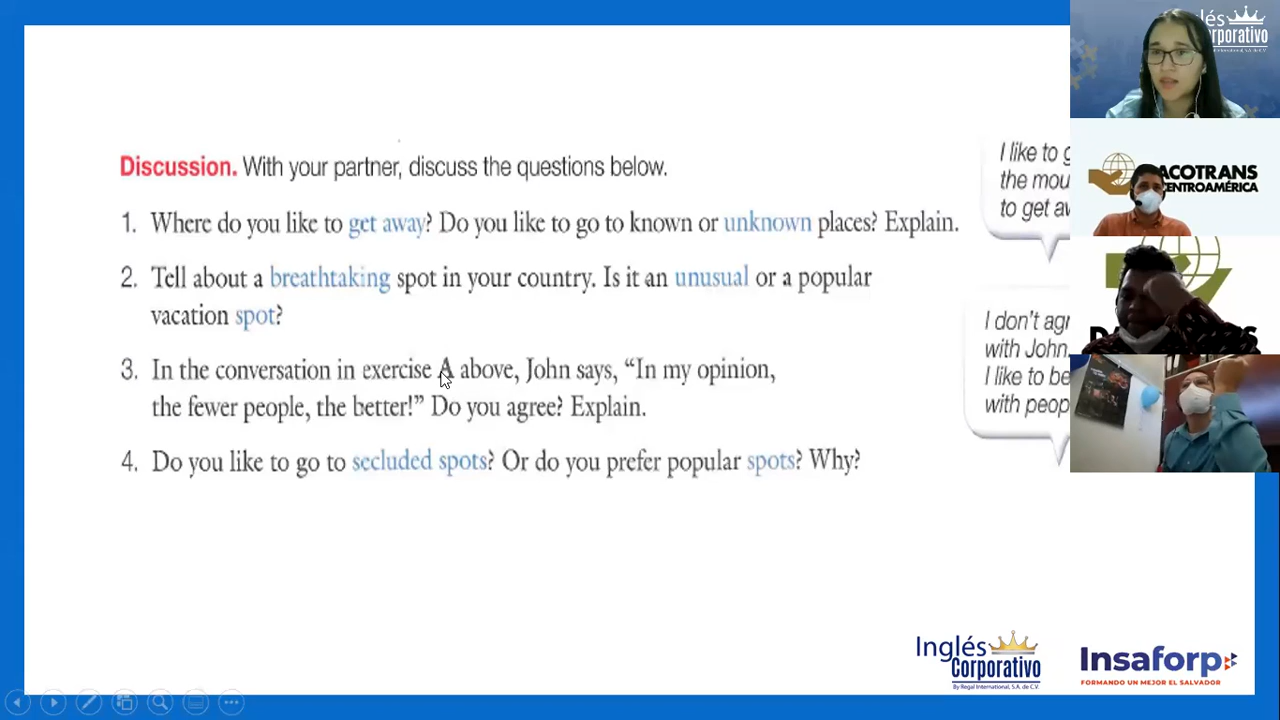 Discussion. With your partner, discuss the questions below.
1. Where do you like to get away? Do you like to go to known or unknown places? Explain.
2. Tell about a breathtaking spot in your country. Is it an unusual or a popular
vacation spot?
3. In the conversation in exercise A above, John says, “In my opinion,
the fewer people, the better!” Do you agree? Explain.
4. Do you like to go to secluded spots? Or do you prefer popular spots? Why?
I like to
the
to get
I don't
with John.
I like to be
with
Inglés
Corporativo
By Regal International, S.A. de C.V.
Insaforp
FORMANDO UN MEJOR EL SALVADOR
CENTROAMÉRICA